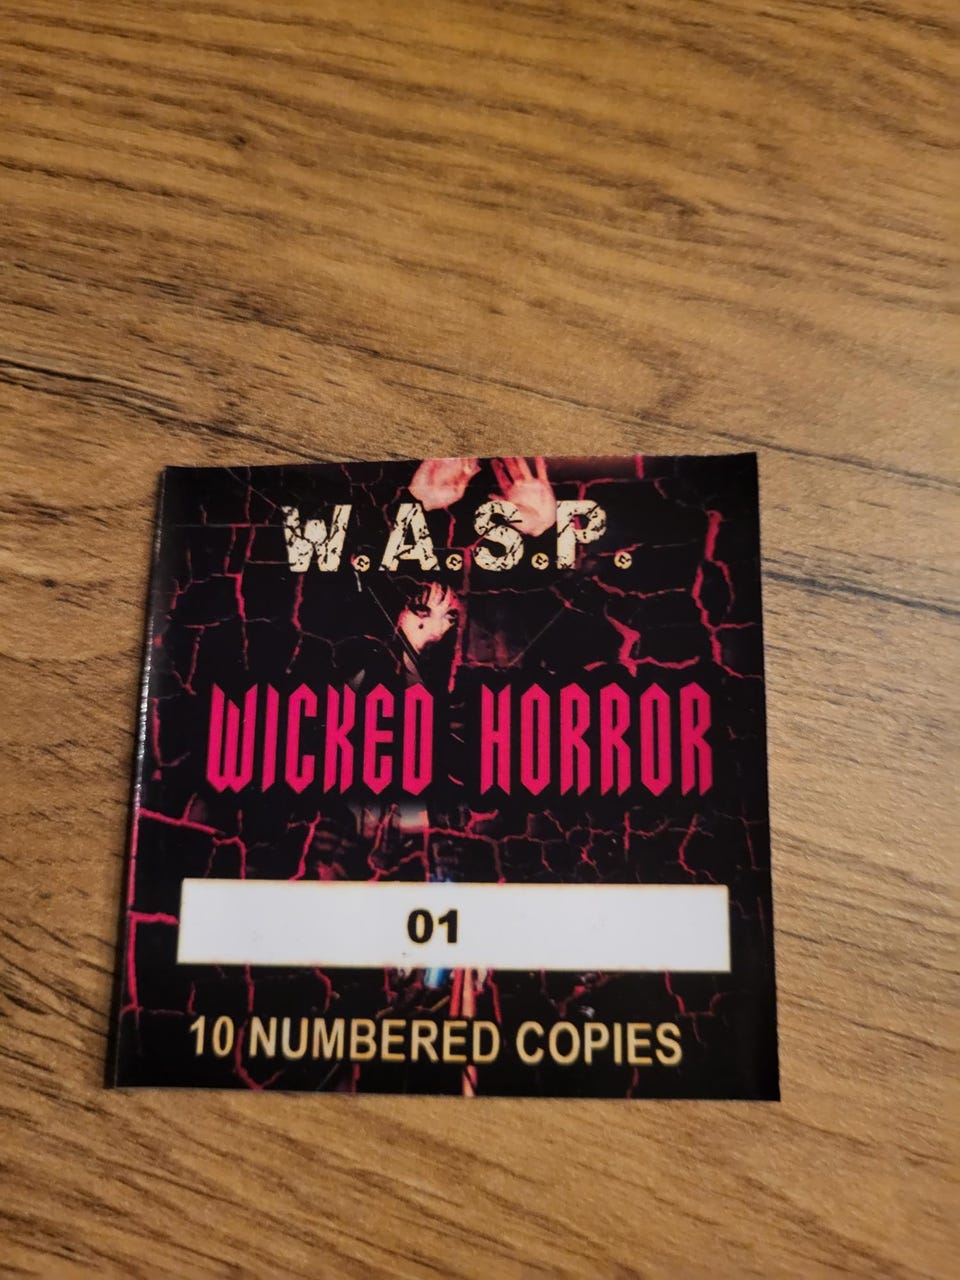 W.A.S.P.
WICKED HORROR
01
10 NUMBERED COPIES